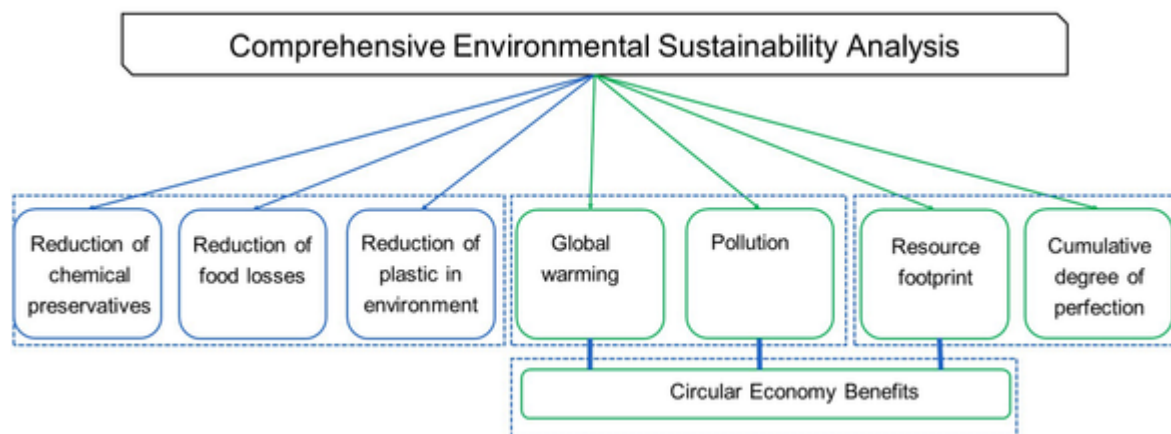 Comprehensive Environmental Sustainability Analysis
Reduction of
chemical
preservatives
Reduction of
food losses
Reduction of
plastic in
environment
Global
warming
Pollution
Resource
footprint
Cumulative
degree of
perfection
Circular Economy Benefits